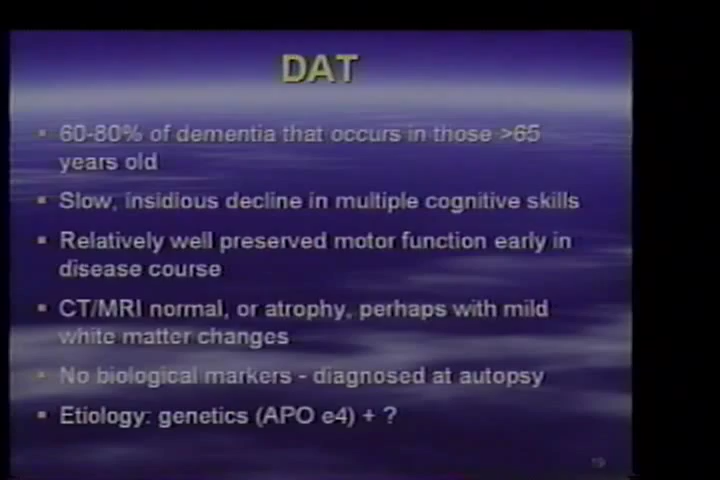 DAT
▪ 60-80% of dementia that occurs in those >65
years old
▪ Slow, insidious decline in multiple cognitive skills
▪ Relatively well preserved motor function early in
disease course
▪ CT/MRI normal, or atrophy, perhaps with mild
white matter changes
▪ No biological markers - diagnosed at autopsy
▪ Etiology: genetics (APO e4) + ?
19